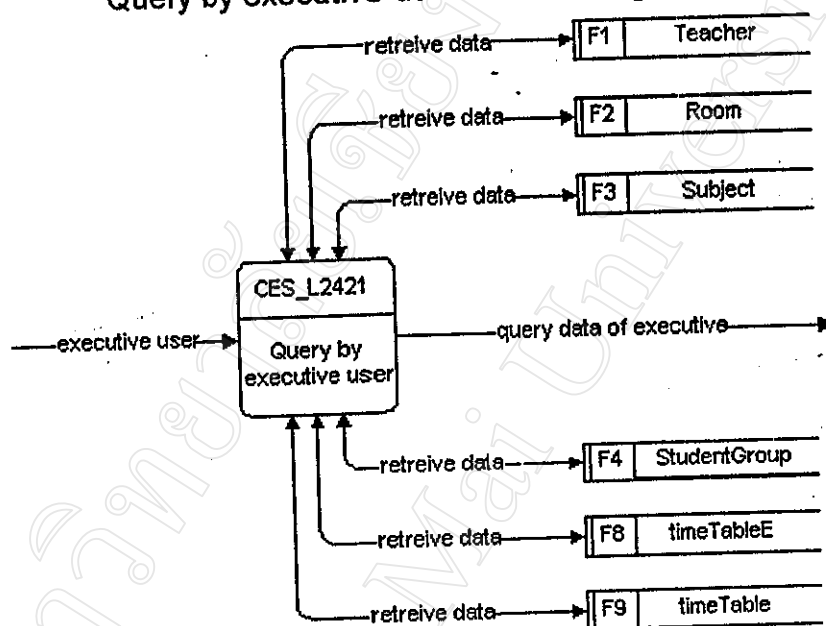 Query by executive
retreive data
F1 Teacher
retreive data
F2 Room
retreive data
F3 Subject
CES_L2421
executive user
Query by
executive user
query data of executive
retreive data
F4 StudentGroup
retreive data
F8 timeTableE
retreive data
F9 timeTable